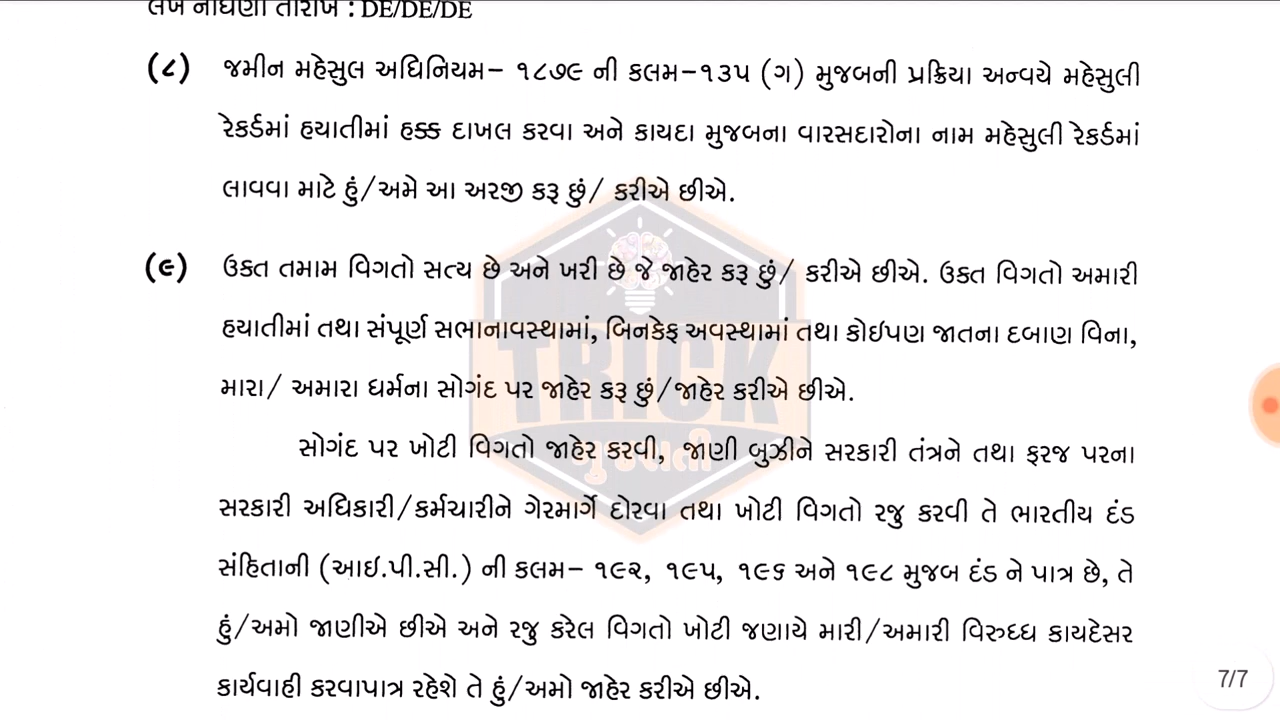 લેખ નોંધણી તારીખ : DE/DE/DE
(૮) જમીન મહેસુલ અધિનિયમ- ૧૮૭૯ ની કલમ-૧૩૫ (ગ) મુજબની પ્રક્રિયા અન્વયે મહેસુલી
રેકર્ડમાં હયાતીમાં હક્ક દાખલ કરવા અને કાયદા મુજબના વારસદારોના નામ મહેસુલી રેકર્ડમાં
લાવવા માટે હું/અમે આ અરજી કરૂ છું/ કરીએ છીએ.
(૯) ઉક્ત તમામ વિગતો સત્ય છે અને ખરી છે જે જાહેર કરૂ છું/ કરીએ છીએ. ઉક્ત વિગતો અમારી
હયાતીમાં તથા સંપૂર્ણ સભાનાવસ્થામાં, બિનકેફ અવસ્થામાં તથા કોઇપણ જાતના દબાણ વિના,
મારા/ અમારા ધર્મના સોગંદ પર જાહેર કરૂ છું/જાહેર કરીએ છીએ.
સોગંદ પર ખોટી વિગતો જાહેર કરવી, જાણી બુઝીને સરકારી તંત્રને તથા ફરજ પરના
સરકારી અધિકારી/કર્મચારીને ગેરમાર્ગે દોરવા તથા ખોટી વિગતો રજુ કરવી તે ભારતીય દંડ
સંહિતાની (આઈ.પી.સી.) ની કલમ- ૧૯૨, ૧૯૫, ૧૯૬ અને ૧૯૮ મુજબ દંડ ને પાત્ર છે, તે
હું/અમો જાણીએ છીએ અને રજુ કરેલ વિગતો ખોટી જણાયે મારી/અમારી વિરુધ્ધ કાયદેસર
કાર્યવાહી કરવાપાત્ર રહેશે તે હું/અમો જાહેર કરીએ છીએ.
TRICK
ગુજરાતી
7/7